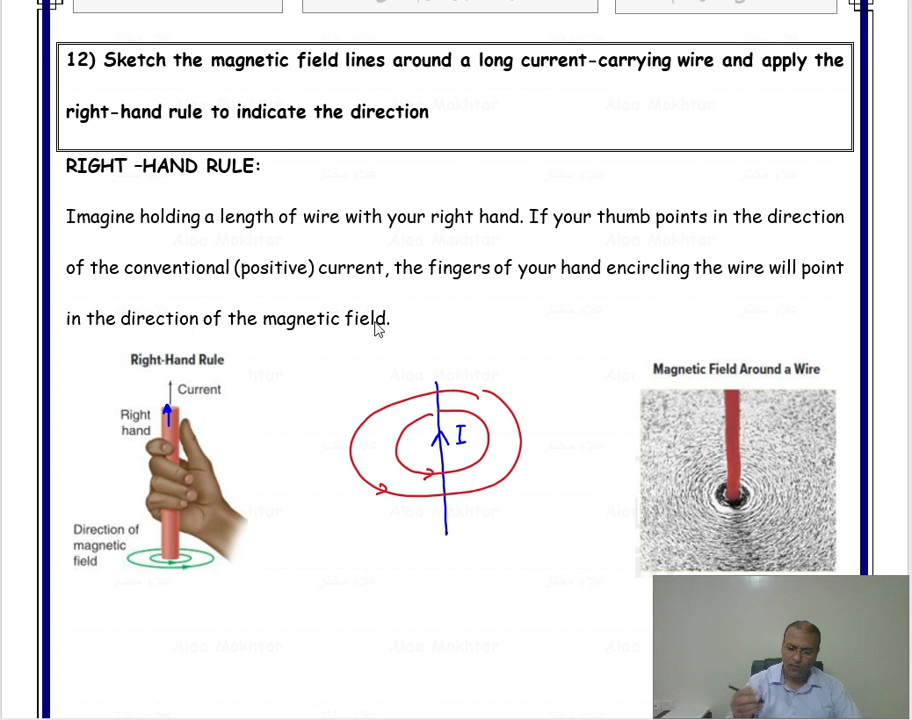 12) Sketch the magnetic field lines around a long current-carrying wire and apply the
right-hand rule to indicate the direction
RIGHT -HAND RULE:
Imagine holding a length of wire with your right hand. If your thumb points in the direction
of the conventional (positive) current, the fingers of your hand encircling the wire will point
in the direction of the magnetic field.
Right-Hand Rule
Current
Right
hand
Direction of
magnetic
field
I
Magnetic Field Around a Wire
Alaa Mokhtar
علاء مختار